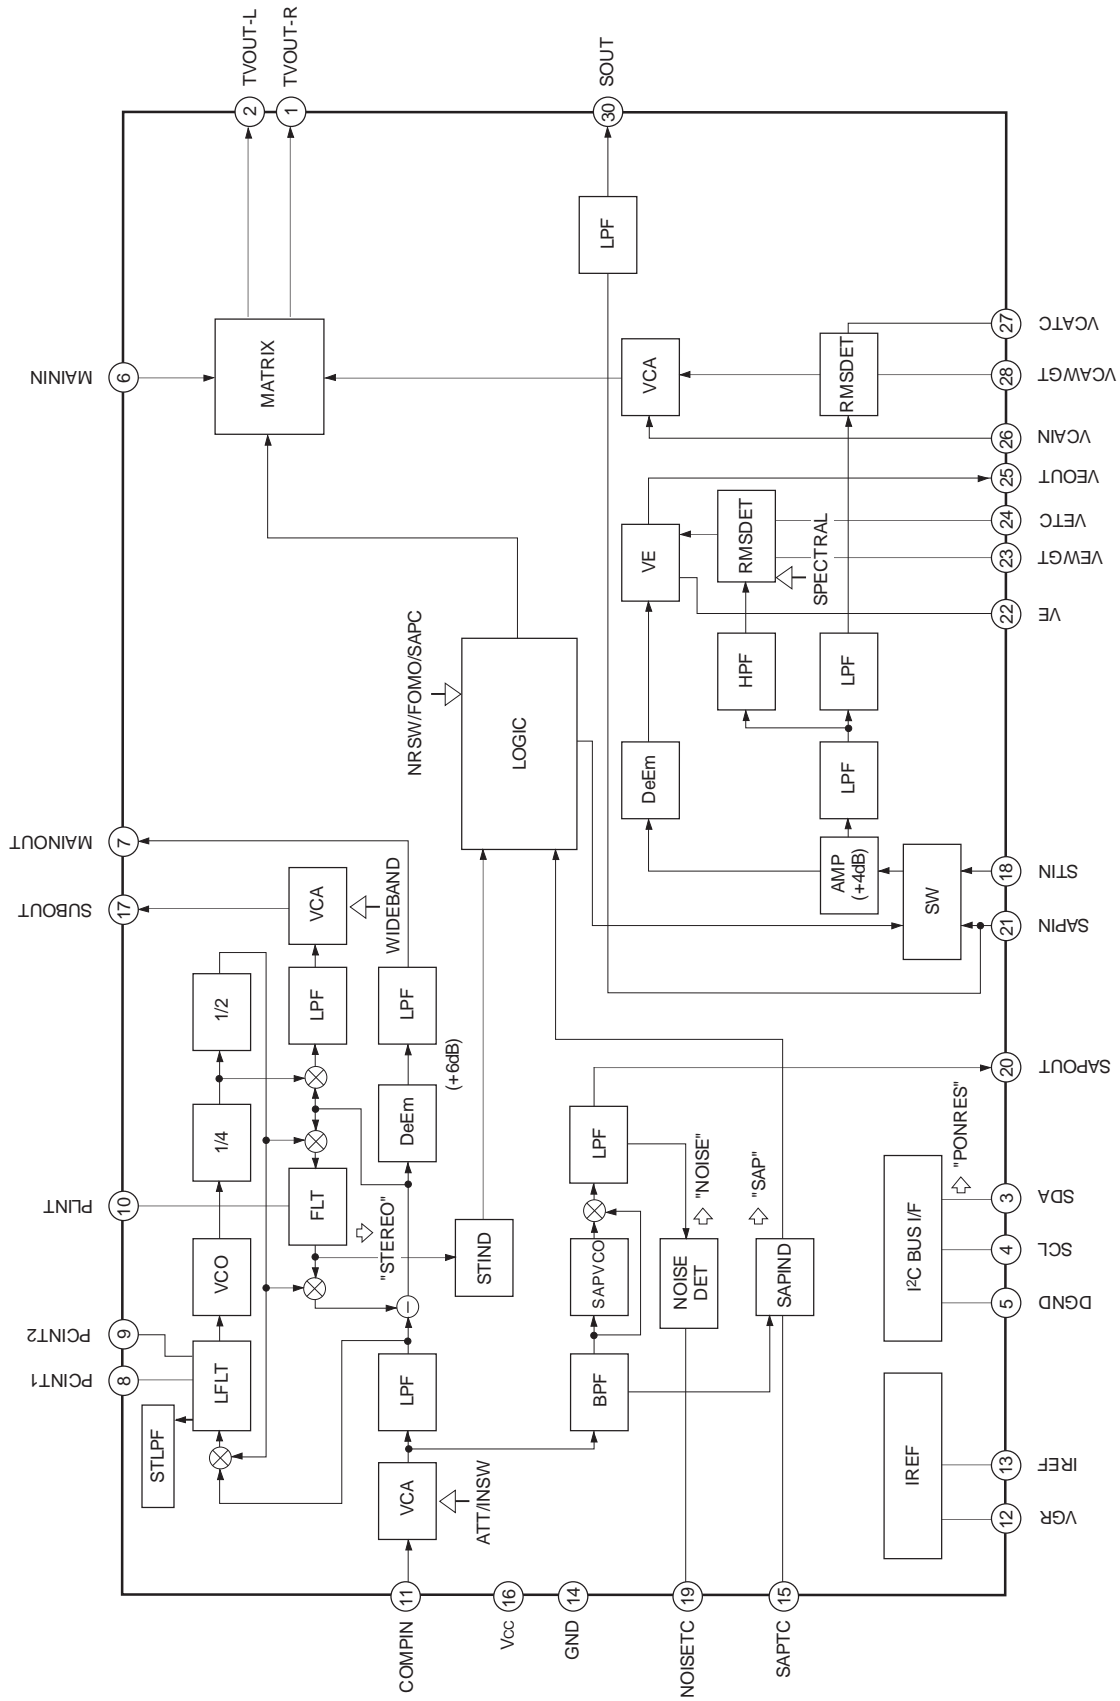 MAININ
6
2
TVOUT-L
1
TVOUT-R
MATRIX
30
SOUT
LPF
VCA
RMSDET
27
VCATC
28
VCAWGT
26
VCAIN
25
VEOUT
24
VETC
23
VEWGT
22
VE
VE
RMSDET
SPECTRAL
HPF
LPF
LPF
DeEm
AMP
(+4dB)
SW
18
STIN
21
SAPIN
NRSW/FOMO/SAPC
LOGIC
MAINOUT
7
SUBOUT
17
VCA
WIDEBAND
LPF
LPF
(+6dB)
DeEm
1/2
1/4
PLINT
10
FLT
"STEREO"
STIND
VCO
PCINT2
9
PCINT1
8
LFLT
STLPF
LPF
VCA
ATT/INSW
BPF
SAPVCO
LPF
NOISE
DET
"NOISE"
SAPIND
"SAP"
20
SAPOUT
I²C BUS I/F
"PONRES"
3
SDA
4
SCL
5
DGND
IREF
13
IREF
12
VGR
COMPIN
11
Vcc
16
GND
14
NOISETC
19
SAPTC
15